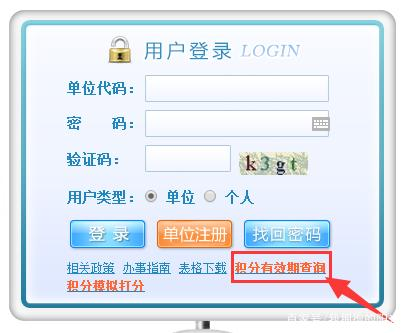 用户登录 LOGIN
单位代码：
密 码：
验证码： k3gt
用户类型： 单位 个人
登 录 单位注册 找回密码
相关政策 办事指南 表格下载 积分有效期查询
积分模拟打分